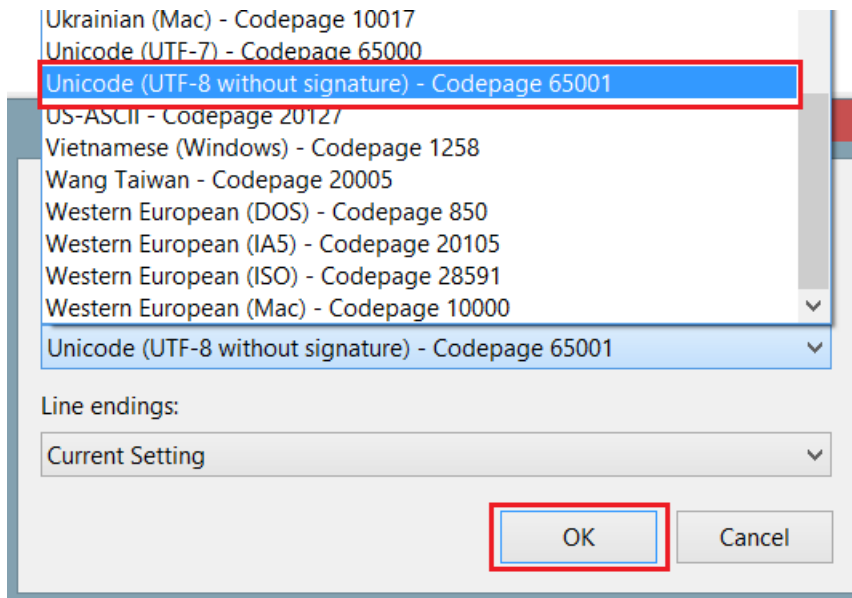 Ukrainian (Mac) - Codepage 10017
Unicode (UTF-7) - Codepage 65000
Unicode (UTF-8 without signature) - Codepage 65001
US-ASCII - Codepage 20127
Vietnamese (Windows) - Codepage 1258
Wang Taiwan - Codepage 20005
Western European (DOS) - Codepage 850
Western European (IA5) - Codepage 20105
Western European (ISO) - Codepage 28591
Western European (Mac) - Codepage 10000
Unicode (UTF-8 without signature) - Codepage 65001
Line endings:
Current Setting
OK
Cancel